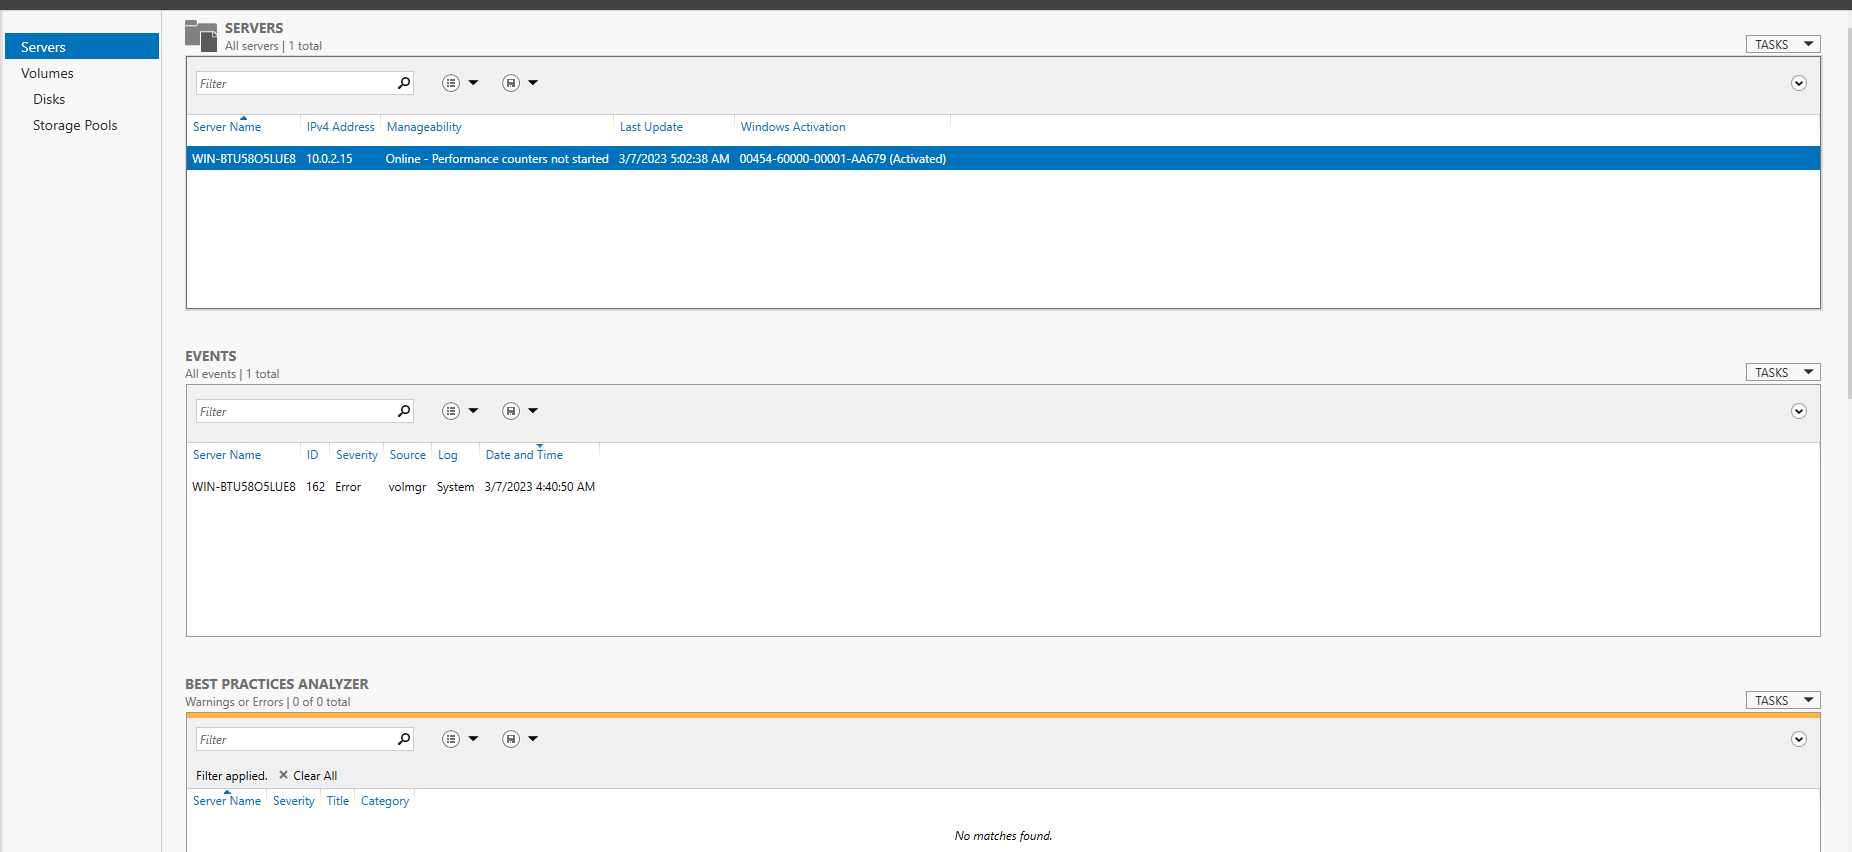 Servers
Volumes
Disks
Storage Pools
SERVERS
All servers | 1 total
TASKS
Filter
Server Name IPv4 Address Manageability Last Update Windows Activation
WIN-BTU58O5LUE8 10.0.2.15 Online - Performance counters not started 3/7/2023 5:02:38 AM 00454-60000-00001-AA679 (Activated)
EVENTS
All events | 1 total
TASKS
Filter
Server Name ID Severity Source Log Date and Time
WIN-BTU58O5LUE8 162 Error volmgr System 3/7/2023 4:40:50 AM
BEST PRACTICES ANALYZER
Warnings or Errors | 0 of 0 total
TASKS
Filter
Filter applied. Clear All
Server Name Severity Title Category
No matches found.